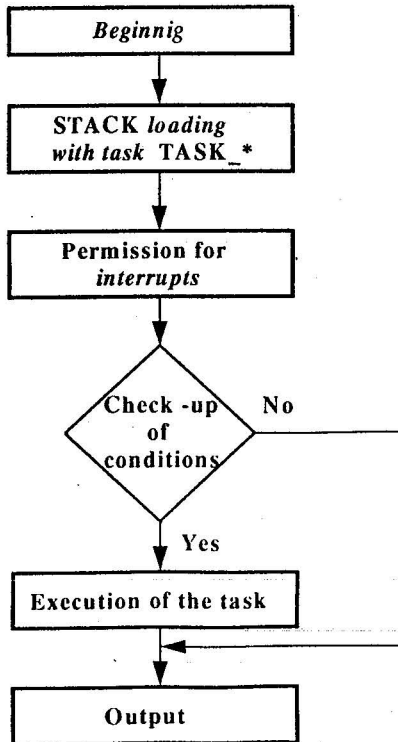 Beginnig
STACK loading
with task TASK_*
Permission for
interrupts
Check -up
of
conditions
No
Yes
Execution of the task
Output